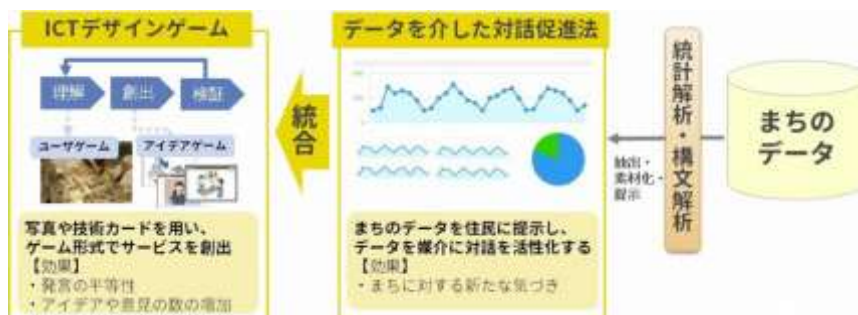 ICTデザインゲーム
理解
創出
検証
ユーザゲーム
アイデアゲーム
写真や技術カードを用い、
ゲーム形式でサービスを創出
【効果】
・発言の平等性
・アイデアや意見の数の増加
統合
データを介した対話促進法
まちのデータを住民に提示し、
データを媒介に対話を活性化する
【効果】
・まちに対する新たな気づき
抽出・
素材化・
提示
統計解析・構文解析
まちの
データ